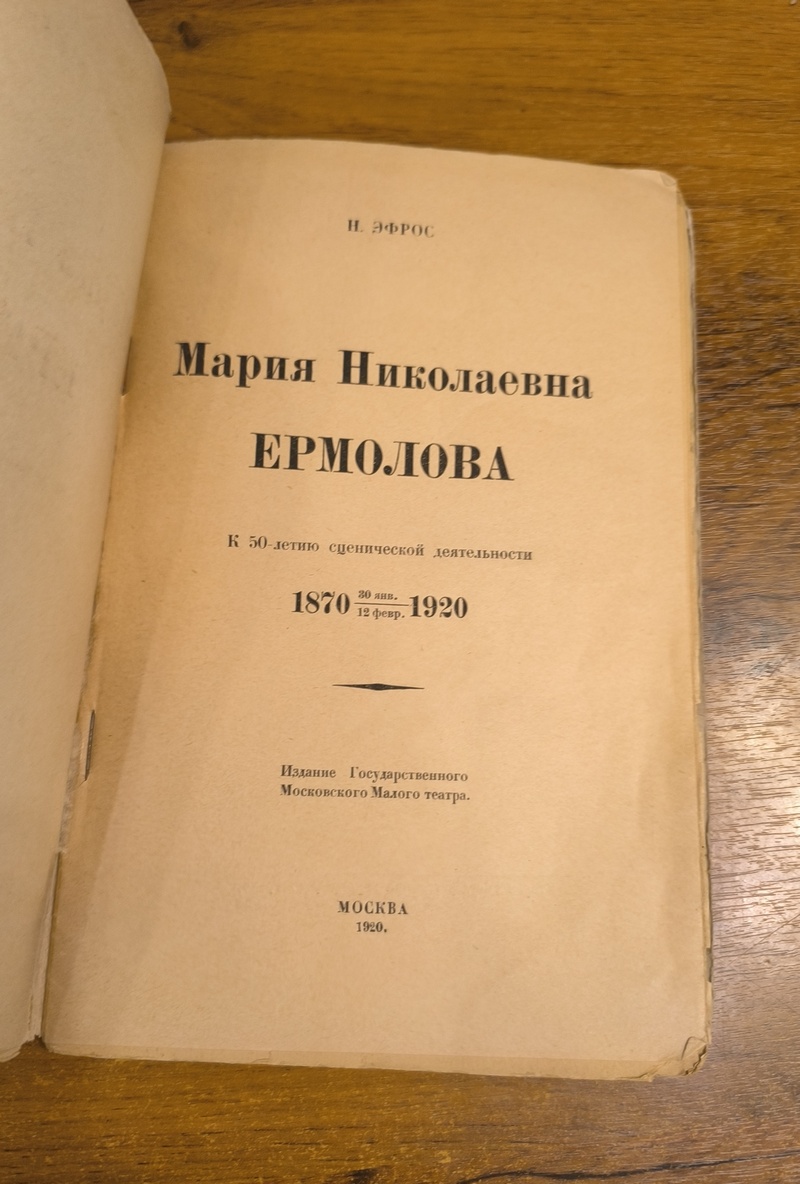 Н. ЭФРОС
Мария Николаевна
ЕРМОЛОВА
К 50-летию сценической деятельности
1870 30 янв. / 12 февр. 1920
Издание Государственного
Московского Малого театра.
МОСКВА
1920.